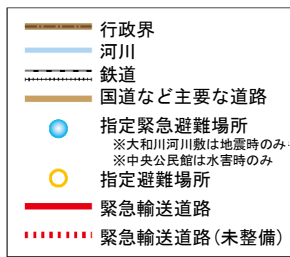 行政界
河川
鉄道
国道など主要な道路
指定緊急避難場所
※大和川河川敷は地震時のみ
※中央公民館は水害時のみ
指定避難場所
緊急輸送道路
緊急輸送道路(未整備)